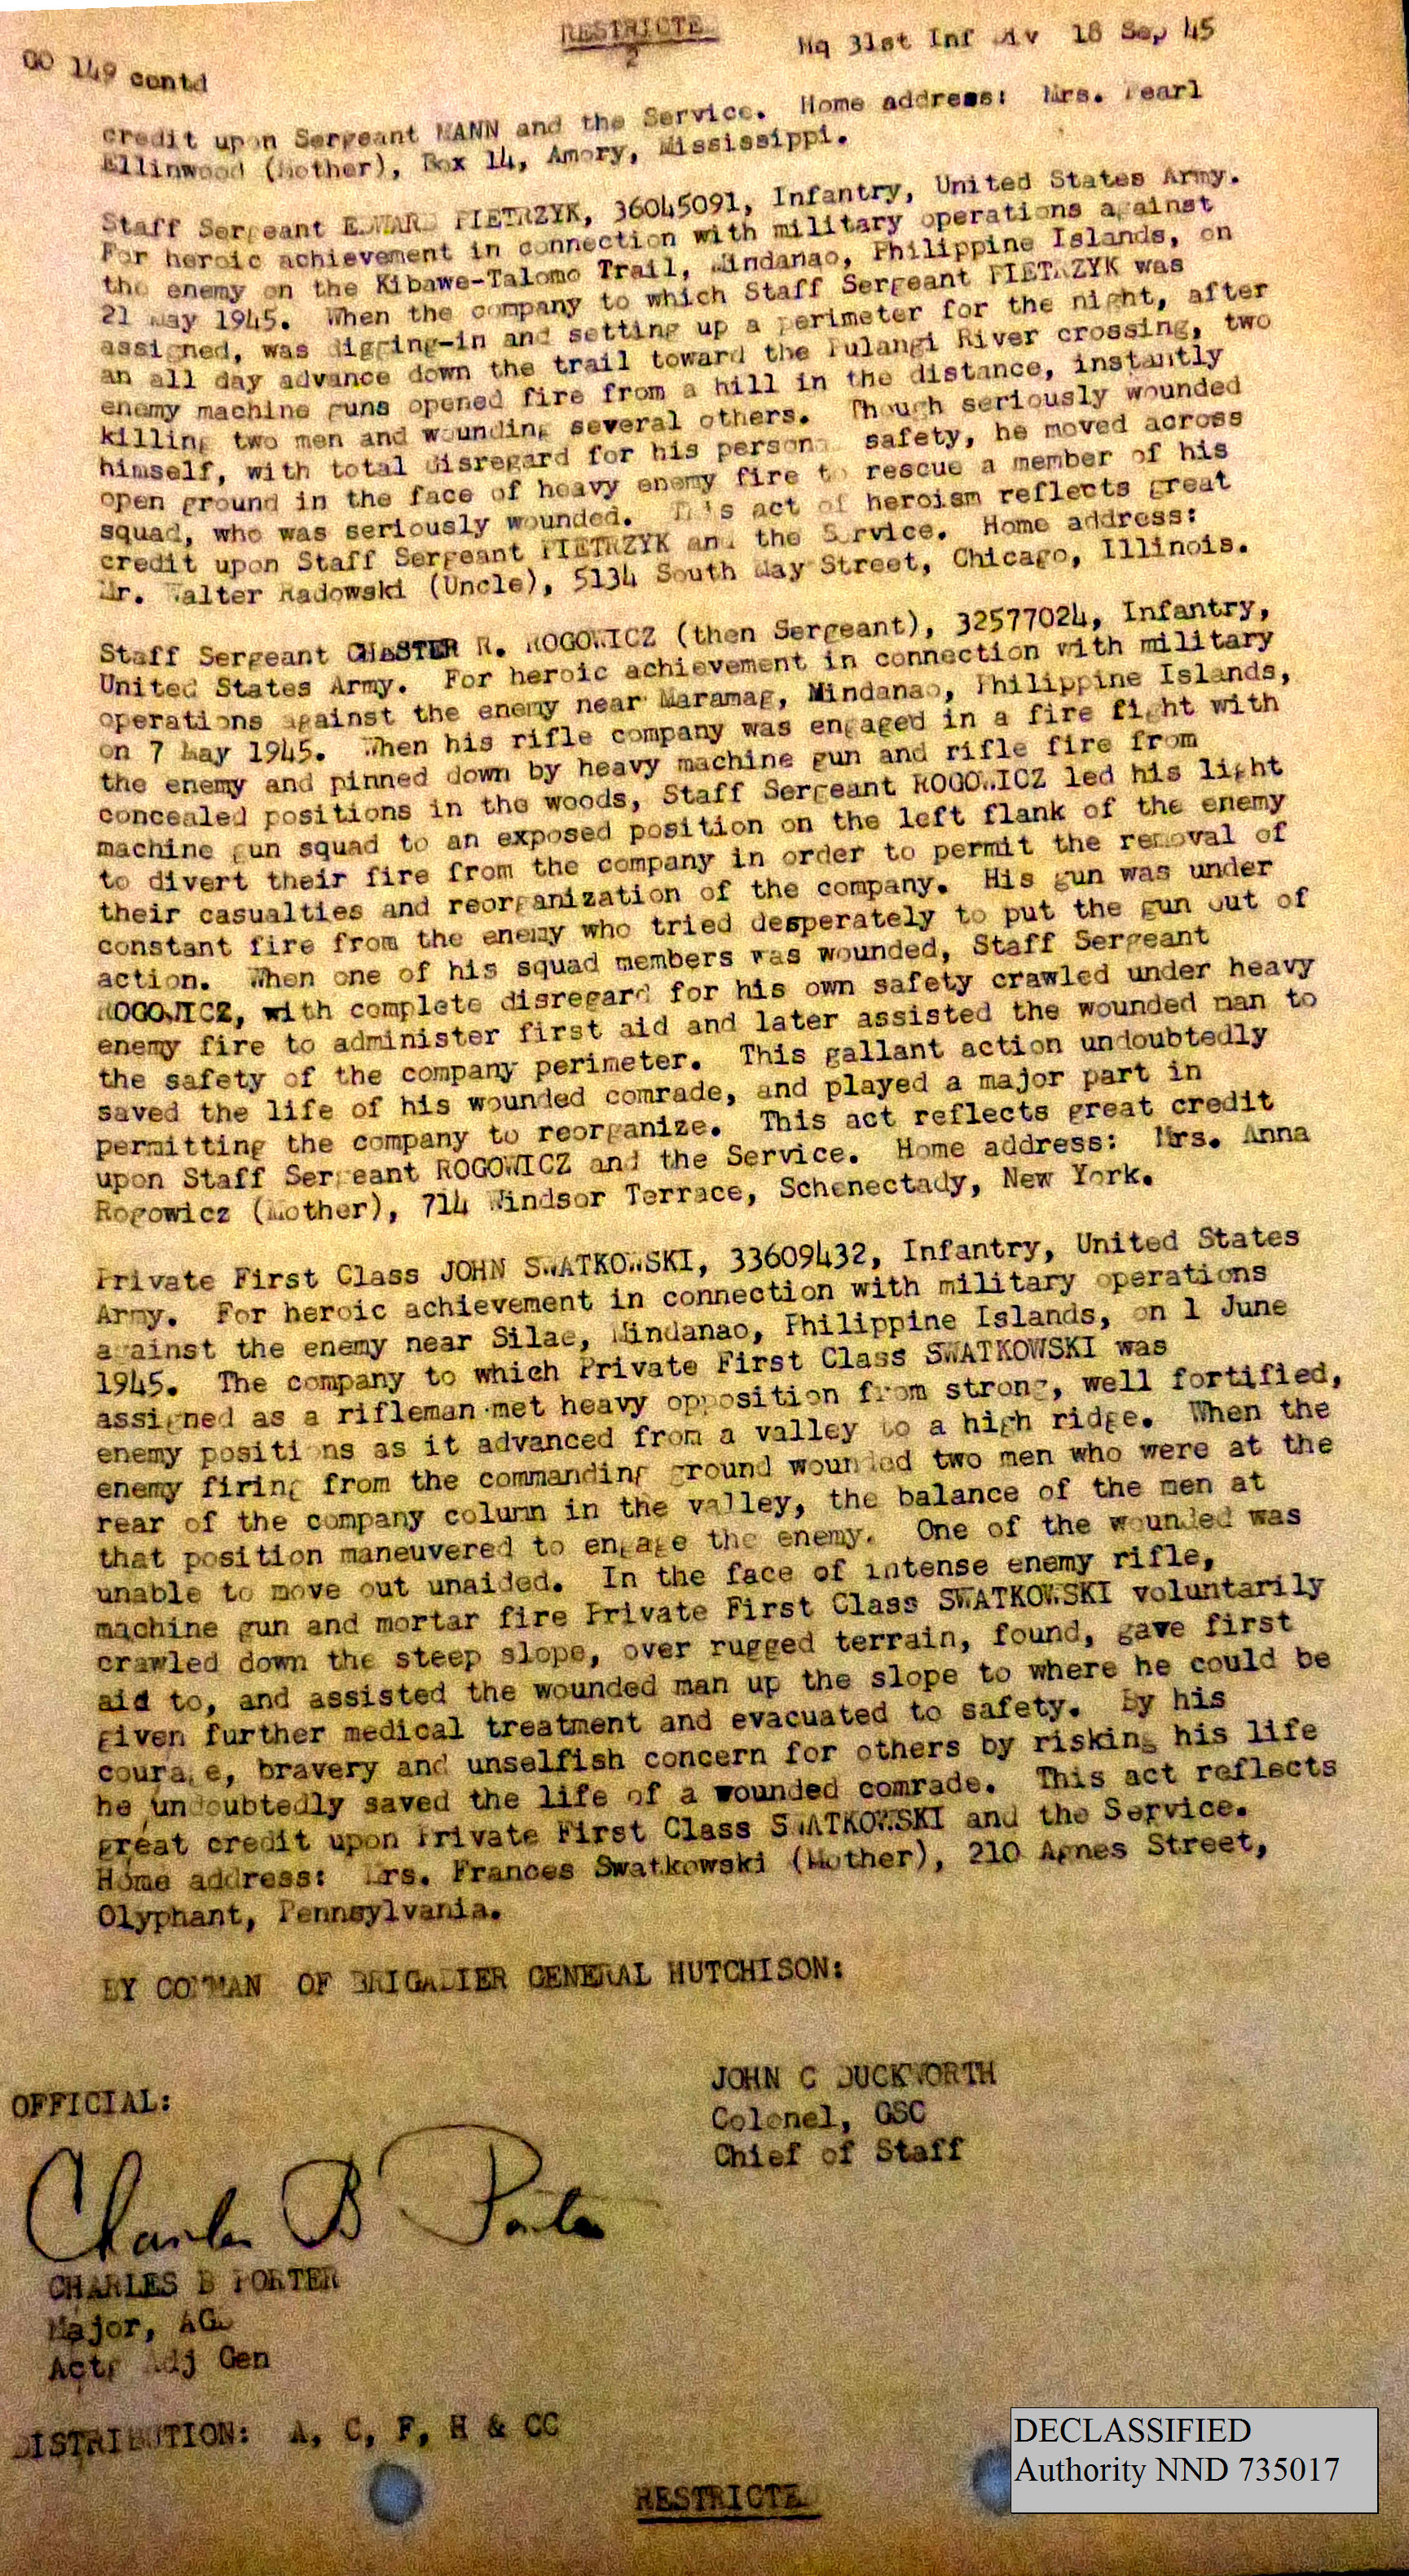 RESTRICTE
2
Hq 31st Inf Div 18 Sep 45
GO 149 contd
credit upon Sergeant MANN and the Service. Home address: Mrs. Pearl
Ellinwood (Mother), Box 14, Amory, Mississippi.
Staff Sergeant EDWARD PIETRZYK, 36045091, Infantry, United States Army.
For heroic achievement in connection with military operations against
the enemy on the Kibawe-Talomo Trail, Mindanao, Philippine Islands, on
21 May 1945. When the company to which Staff Sergeant PIETRZYK was
assigned, was digging-in and setting up a perimeter for the night, after
an all day advance down the trail toward the Pulangi River crossing, two
enemy machine guns opened fire from a hill in the distance, instantly
killing two men and wounding several others. Though seriously wounded
himself, with total disregard for his personal safety, he moved across
open ground in the face of heavy enemy fire to rescue a member of his
squad, who was seriously wounded. This act of heroism reflects great
credit upon Staff Sergeant PIETRZYK and the Service. Home address:
Mr. Walter Radowski (Uncle), 5134 South May Street, Chicago, Illinois.
Staff Sergeant CHESTER R. ROGOWICZ (then Sergeant), 32577024, Infantry,
United States Army. For heroic achievement in connection with military
operations against the enemy near Maramag, Mindanao, Philippine Islands,
on 7 May 1945. When his rifle company was engaged in a fire fight with
the enemy and pinned down by heavy machine gun and rifle fire from
concealed positions in the woods, Staff Sergeant ROGOWICZ led his light
machine gun squad to an exposed position on the left flank of the enemy
to divert their fire from the company in order to permit the removal of
their casualties and reorganization of the company. His gun was under
constant fire from the enemy who tried desperately to put the gun out of
action. When one of his squad members was wounded, Staff Sergeant
ROGOWICZ, with complete disregard for his own safety crawled under heavy
enemy fire to administer first aid and later assisted the wounded man to
the safety of the company perimeter. This gallant action undoubtedly
saved the life of his wounded comrade, and played a major part in
permitting the company to reorganize. This act reflects great credit
upon Staff Sergeant ROGOWICZ and the Service. Home address: Mrs. Anna
Rogowicz (Mother), 714 Windsor Terrace, Schenectady, New York.
Private First Class JOHN SWATKOWSKI, 33609432, Infantry, United States
Army. For heroic achievement in connection with military operations
against the enemy near Silae, Mindanao, Philippine Islands, on 1 June
1945. The company to which Private First Class SWATKOWSKI was
assigned as a rifleman met heavy opposition from strong, well fortified,
enemy positions as it advanced from a valley to a high ridge. When the
enemy firing from the commanding ground wounded two men who were at the
rear of the company column in the valley, the balance of the men at
that position maneuvered to engage the enemy. One of the wounded was
unable to move out unaided. In the face of intense enemy rifle,
machine gun and mortar fire Private First Class SWATKOWSKI voluntarily
crawled down the steep slope, over rugged terrain, found, gave first
aid to, and assisted the wounded man up the slope to where he could be
given further medical treatment and evacuated to safety. By his
courage, bravery and unselfish concern for others by risking his life
he undoubtedly saved the life of a wounded comrade. This act reflects
great credit upon Private First Class SWATKOWSKI and the Service.
Home address: Mrs. Frances Swatkowski (Mother), 210 Agnes Street,
Olyphant, Pennsylvania.
BY COMMAN OF BRIGADIER GENERAL HUTCHISON:
JOHN C DUCKWORTH
Colonel, GSC
Chief of Staff
OFFICIAL:
Charles B Porter
CHARLES B PORTER
Major, AGD
Actg Adj Gen
DISTRIBUTION: A, C, F, H & CC
RESTRICTE
DECLASSIFIED
Authority NND 735017